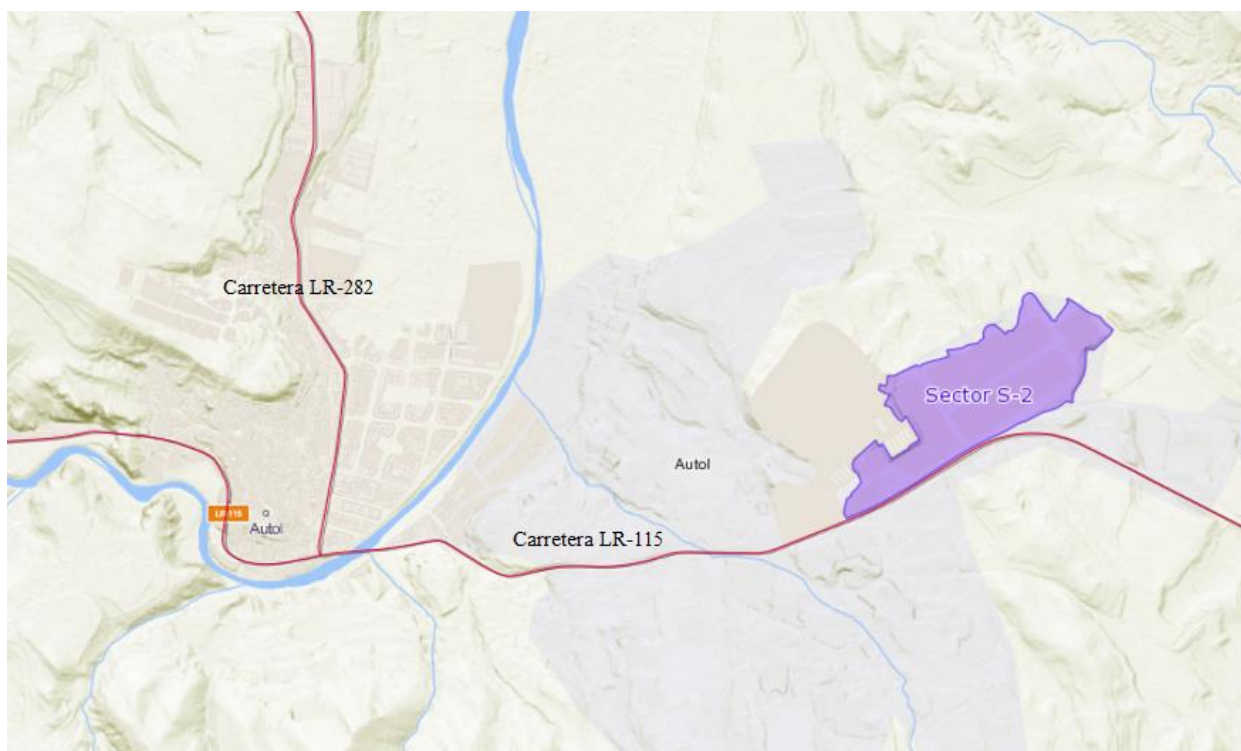 Carretera LR-282
Sector S-2
Autol
LR-115
Autol
Carretera LR-115